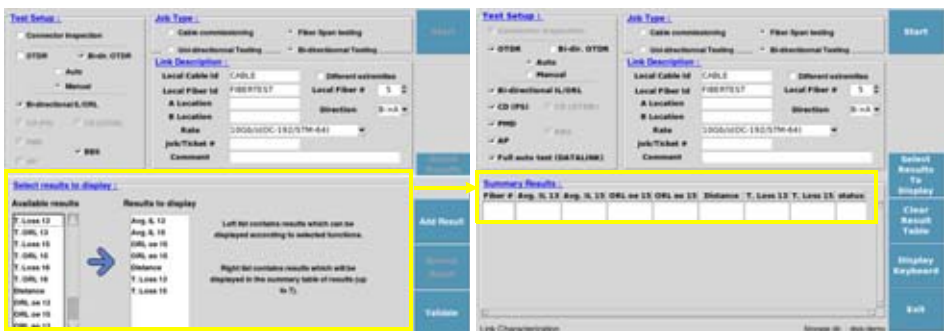 Test Setup :
Connector Inspection
OTDR
Bi-dir. OTDR
Auto
Manual
Bi-directional IL/ORL
BBS
Job Type :
Cable commissioning
Fiber Span testing
Uni-directionnal Testing
Bi-directionnal Testing
Link Description :
Local Cable Id CABLE
Different extremities
Local Fiber Id FIBERTEST
Local Fiber # 5
A Location
Direction
B->A
B Location
Rate 10Gb/s(OC-192/STM-64)
Job/Ticket #
Comment
Start
Select results to display :
Available results
T. Loss 13
T. ORL 13
T. Loss 15
T. ORL 15
T. Loss 16
T. ORL 16
Distance
ORL oe 13
ORL oe 15
Results to display
Avg. IL 13
Avg. IL 15
ORL eo 15
ORL oe 15
Distance
T. Loss 13
T. Loss 15
Left list contains results which can be
displayed according to selected functions.
Right list contains results which will be
displayed in the summary table of results (up
to 7).
Add Result
Validate
Test Setup :
OTDR
Bi-dir. OTDR
Auto
Manual
Bi-directional IL/ORL
CD (PS)
PMD
AP
Full auto test (DATALINK)
Job Type :
Cable commissioning
Fiber Span testing
Uni-directionnal Testing
Bi-directionnal Testing
Link Description :
Local Cable Id CABLE
Different extremities
Local Fiber Id FIBERTEST
Local Fiber # 5
A Location
Direction
B->A
B Location
Rate 10Gb/s(OC-192/STM-64)
Job/Ticket #
Comment
Summary Results :
Fiber # Avg. IL 13 Avg. IL 15 ORL eo 15 ORL oe 15 Distance T. Loss 13 T. Loss 15 status
Link Characterization
Start
Select
Results
To
Display
Clear
Result
Table
Display
Keyboard
Exit